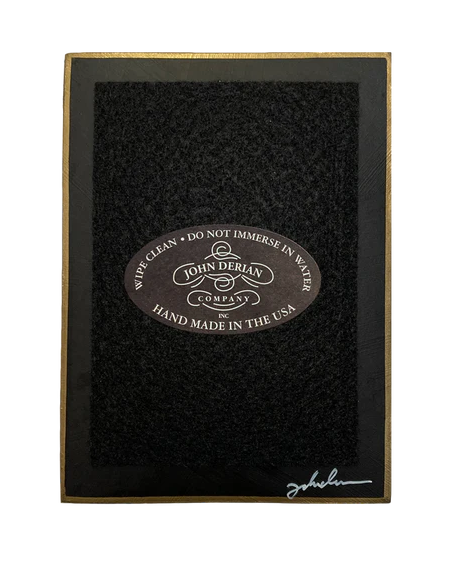 WIPE CLEAN • DO NOT IMMERSE IN WATER
JOHN DERIAN
COMPANY
INC
HAND MADE IN THE USA